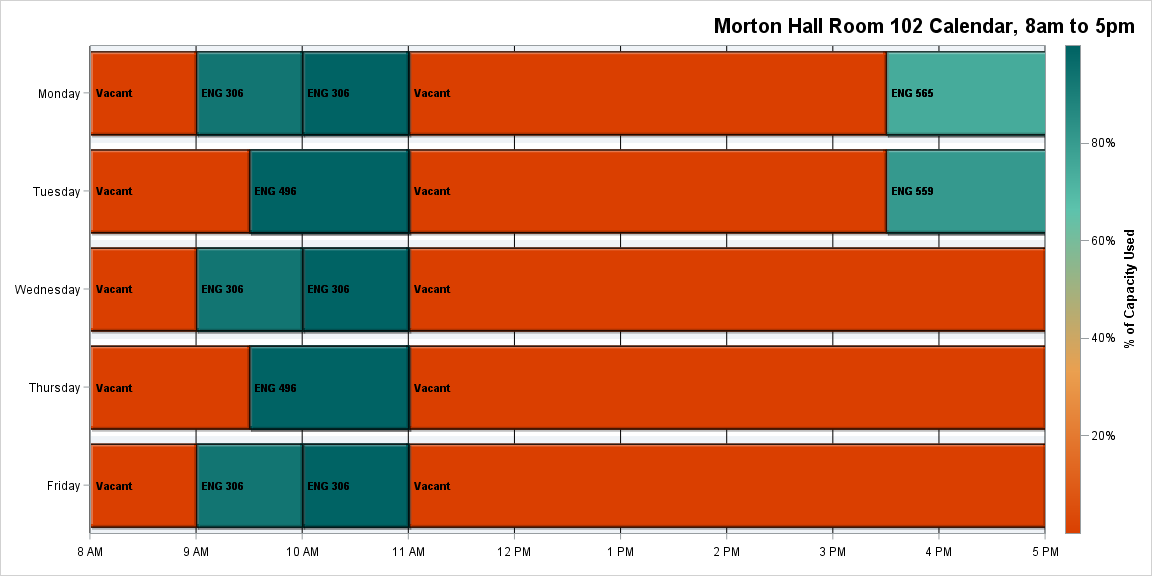 Morton Hall Room 102 Calendar, 8am to 5pm
Monday
Vacant
ENG 306
ENG 306
Vacant
ENG 565
Tuesday
Vacant
ENG 496
Vacant
ENG 559
Wednesday
Vacant
ENG 306
ENG 306
Vacant
Thursday
Vacant
ENG 496
Vacant
Friday
Vacant
ENG 306
ENG 306
Vacant
8 AM
9 AM
10 AM
11 AM
12 PM
1 PM
2 PM
3 PM
4 PM
5 PM
80%
60%
40%
20%
% of Capacity Used